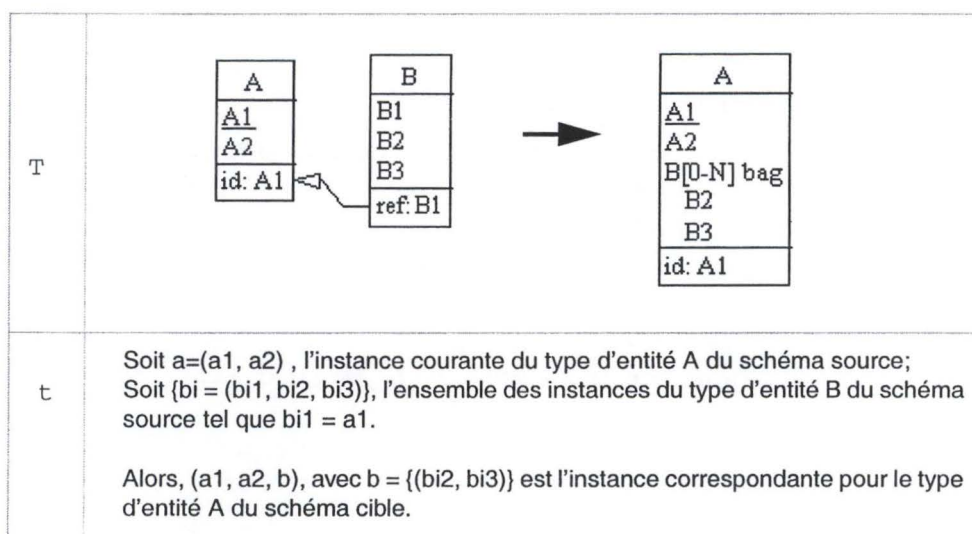 T
A
A1
A2
id: A1
B
B1
B2
B3
ref: B1
A
A1
A2
B[0-N] bag
B2
B3
id: A1
t
Soit a=(a1, a2) , l'instance courante du type d'entité A du schéma source;
Soit {bi = (bi1, bi2, bi3)}, l'ensemble des instances du type d'entité B du schéma
source tel que bi1 = a1.
Alors, (a1, a2, b), avec b = {(bi2, bi3)} est l'instance correspondante pour le type
d'entité A du schéma cible.